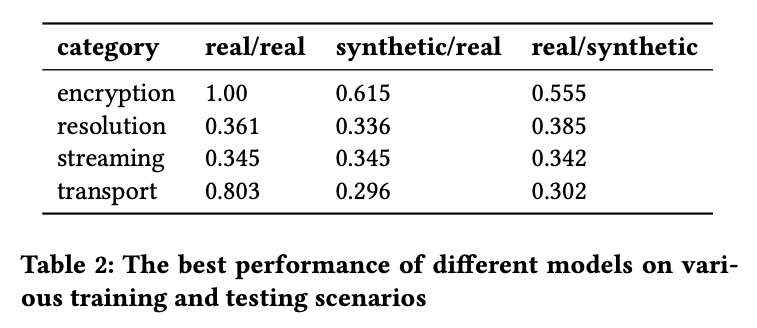 category real/real synthetic/real real/synthetic
encryption 1.00 0.615 0.555
resolution 0.361 0.336 0.385
streaming 0.345 0.345 0.342
transport 0.803 0.296 0.302
Table 2: The best performance of different models on vari-
ous training and testing scenarios